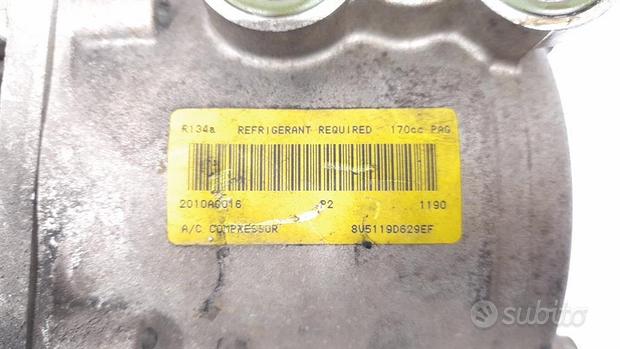 R134a REFRIGERANT REQUIRED - 170cc PAG
2010A6016 P2 1190
A/C COMPRESSOR 8V5119D629EF
subito